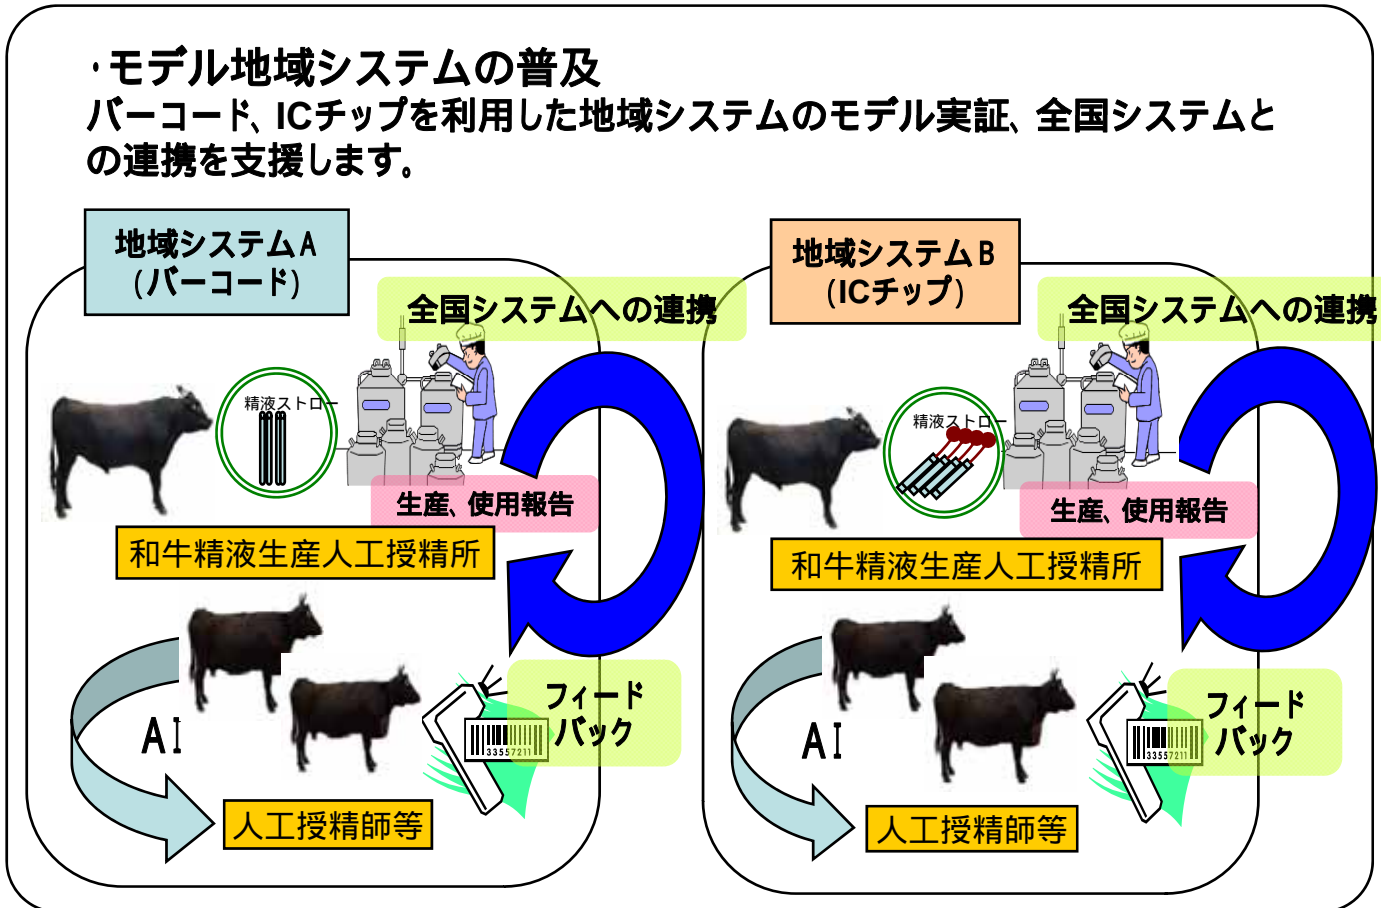 ・モデル地域システムの普及
バーコード、ICチップを利用した地域システムのモデル実証、全国システムと
の連携を支援します。
地域システムA
(バーコード)
全国システムへの連携
精液ストロー
生産、使用報告
和牛精液生産人工授精所
AI
フィード
バック
33557211
人工授精師等
地域システムB
(ICチップ)
全国システムへの連携
精液ストロー
生産、使用報告
和牛精液生産人工授精所
AI
フィード
バック
33557211
人工授精師等